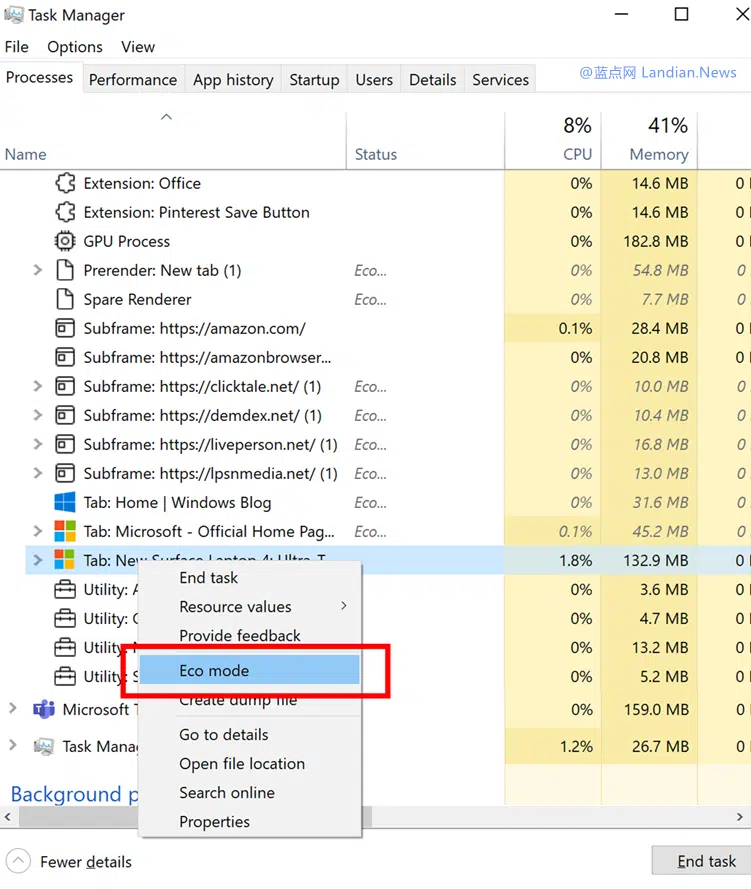 Task Manager
File Options View
Processes Performance App history Startup Users Details Services
@蓝点网 Landian.News
8% 41%
Name Status CPU Memory
Extension: Office 0% 14.6 MB 0
Extension: Pinterest Save Button 0% 14.6 MB 0
GPU Process 0% 182.8 MB 0
Prerender: New tab (1) Eco... 0% 54.8 MB 0
Spare Renderer Eco... 0% 7.7 MB 0
Subframe: https://amazon.com/ 0.1% 28.4 MB 0
Subframe: https://amazonbrowser... 0% 20.8 MB 0
Subframe: https://clicktale.net/ (1) Eco... 0% 10.0 MB 0
Subframe: https://demdex.net/ (1) Eco... 0% 10.4 MB 0
Subframe: https://liveperson.net/ (1) Eco... 0% 16.8 MB 0
Subframe: https://lpsnmedia.net/ (1) Eco... 0% 13.0 MB 0
Tab: Home | Windows Blog Eco... 0% 31.6 MB 0
Tab: Microsoft - Official Home Pag... Eco... 0.1% 45.2 MB 0
Tab: New Surface Laptop 4: Ultra-T 1.8% 132.9 MB 0
Utility: 0% 3.6 MB 0
Utility: 0% 4.7 MB 0
Utility: 0% 13.2 MB 0
Utility: 0% 5.2 MB 0
Microsoft 0% 159.0 MB 0
Task 1.2% 26.7 MB 0
Background
End task
Resource values
Provide feedback
Eco mode
Create dump file
Go to details
Open file location
Search online
Properties
Fewer details
End task